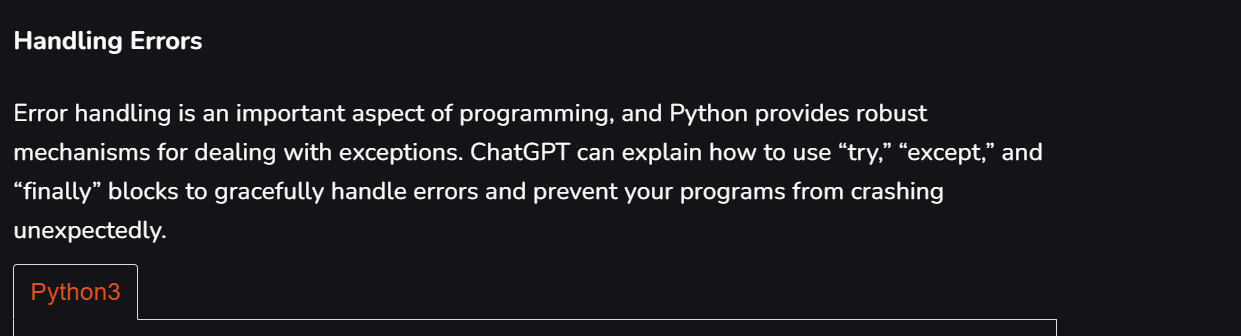 Handling Errors
Error handling is an important aspect of programming, and Python provides robust
mechanisms for dealing with exceptions. ChatGPT can explain how to use “try,” “except,” and
“finally” blocks to gracefully handle errors and prevent your programs from crashing
unexpectedly.
Python3